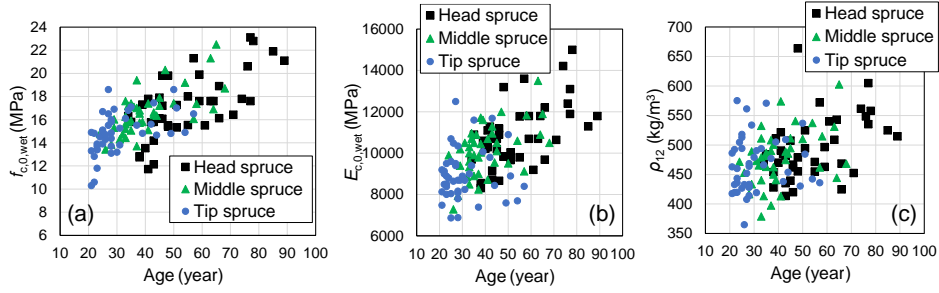 24
22
20
18
16
14
12
10
8
6
f c,0,wet (MPa)
10 20 30 40 50 60 70 80 90 100
Age (year)
(a)
Head spruce
Middle spruce
Tip spruce
16000
14000
12000
10000
8000
6000
E c,0,wet (MPa)
10 20 30 40 50 60 70 80 90 100
Age (year)
(b)
Head spruce
Middle spruce
Tip spruce
700
650
600
550
500
450
400
350
ρ12 (kg/m³)
10 20 30 40 50 60 70 80 90 100
Age (year)
(c)
Head spruce
Middle spruce
Tip spruce